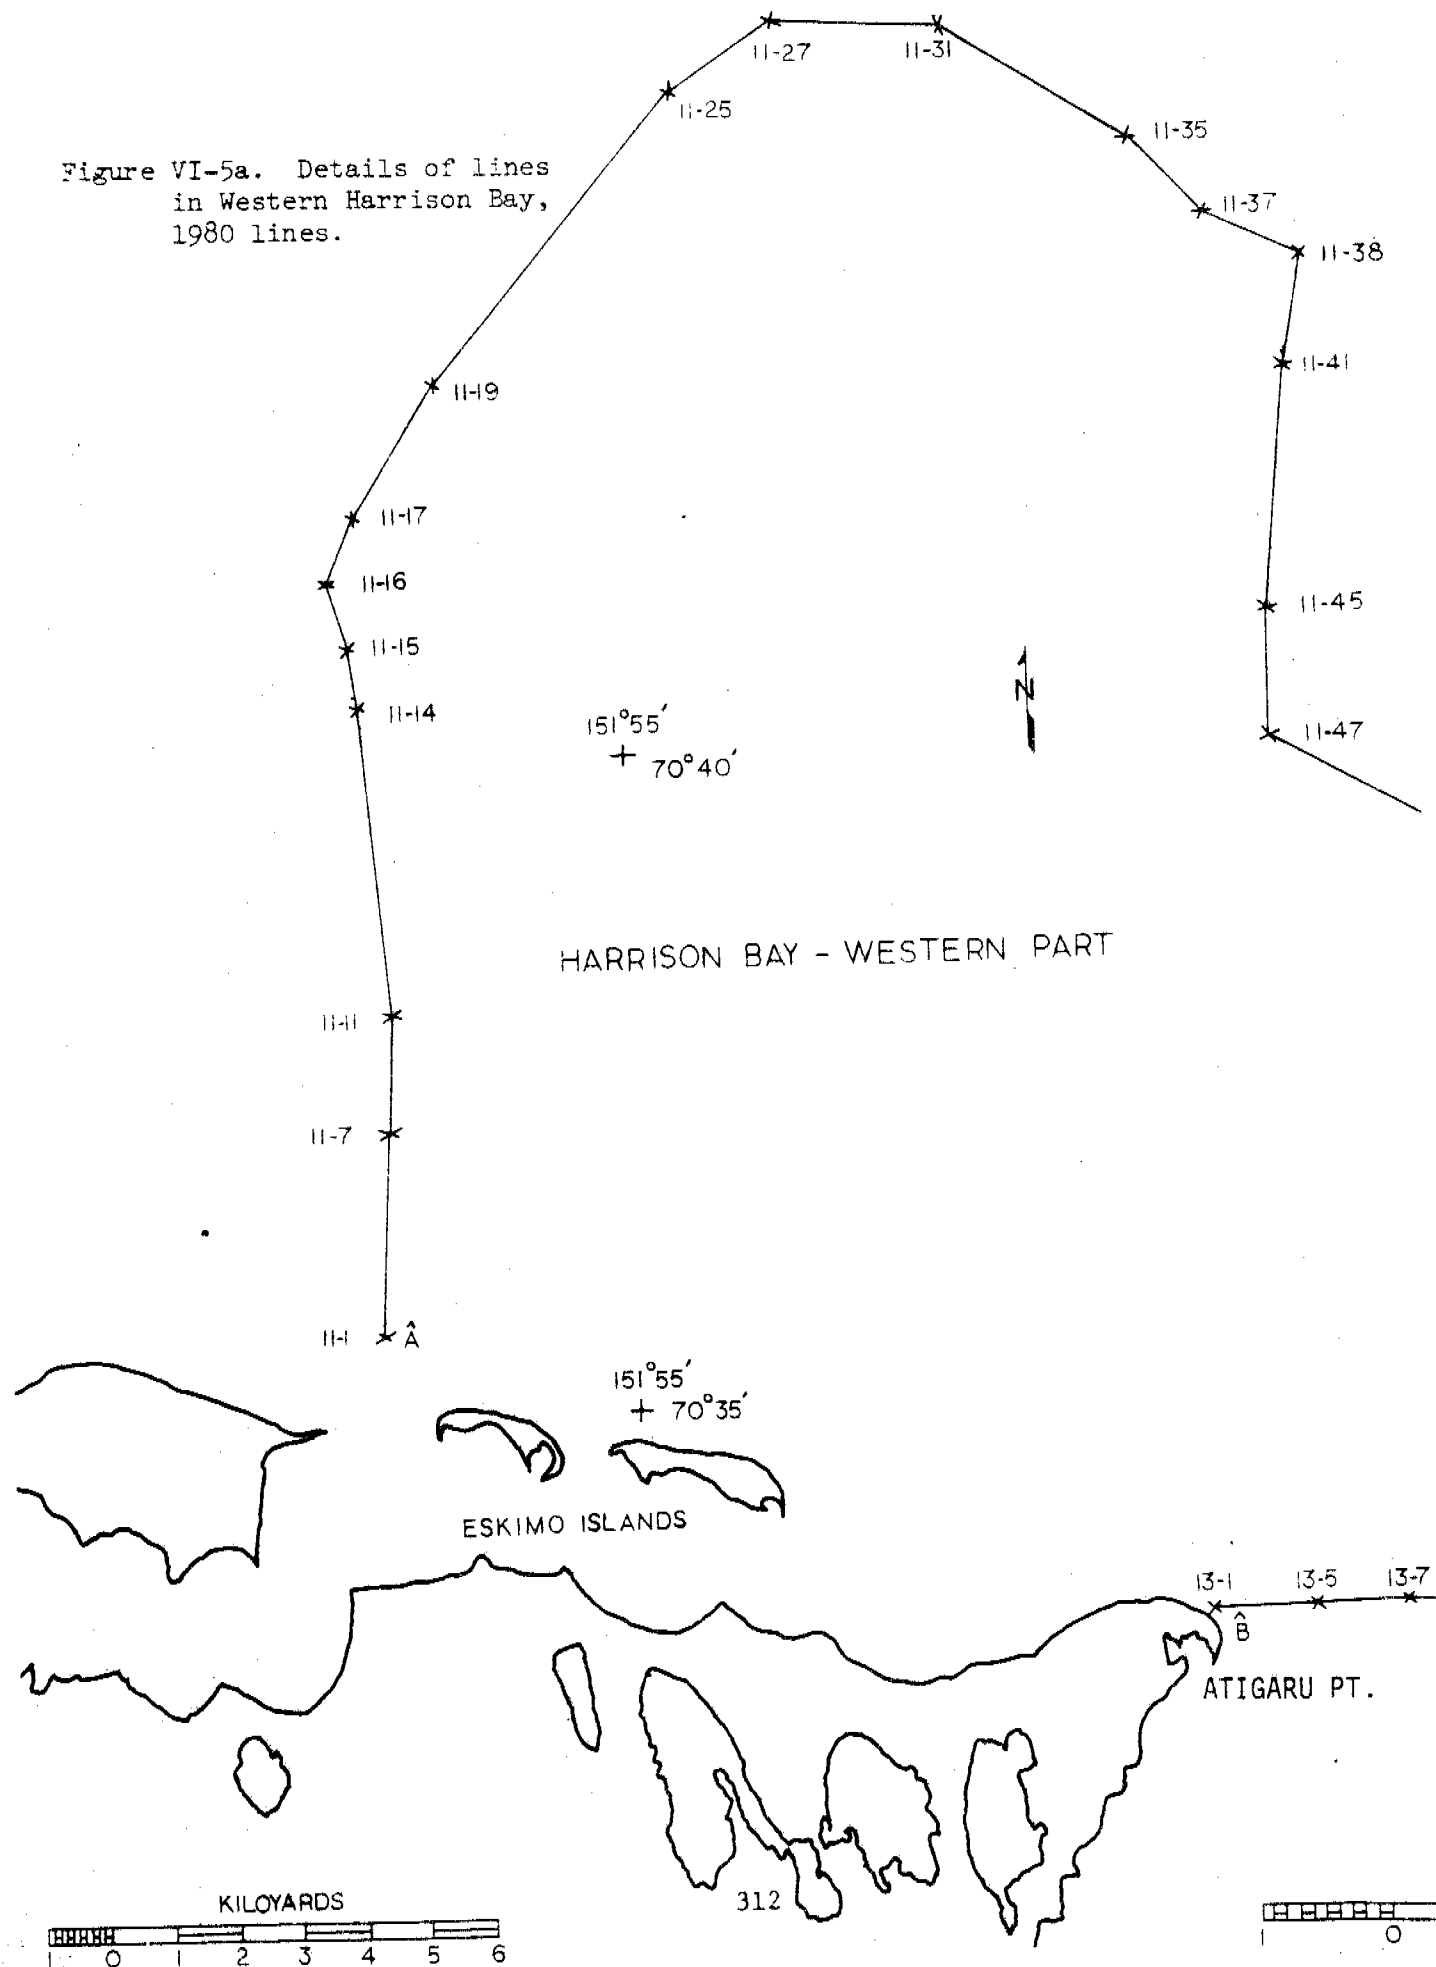 11-27
11-31
11-25
11-35
Figure VI-5a. Details of lines
in Western Harrison Bay,
1980 lines.
11-37
11-38
11-41
11-19
11-17
11-16
11-45
11-15
N
11-14
151°55′
70°40′
11-47
HARRISON BAY - WESTERN PART
11-11
11-7
11-1
Â
151°55′
70°35′
ESKIMO ISLANDS
13-1
13-5
13-7
B̂
ATIGARU PT.
312
KILOYARDS
1 0 1 2 3 4 5 6
1 0